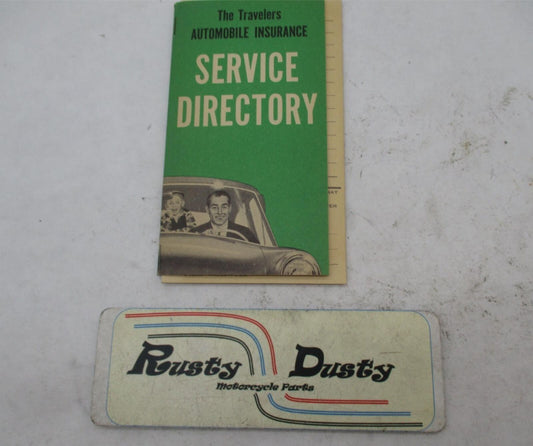 The Travelers
AUTOMOBILE INSURANCE
SERVICE
DIRECTORY
Rusty Dusty
Motorcycle Parts